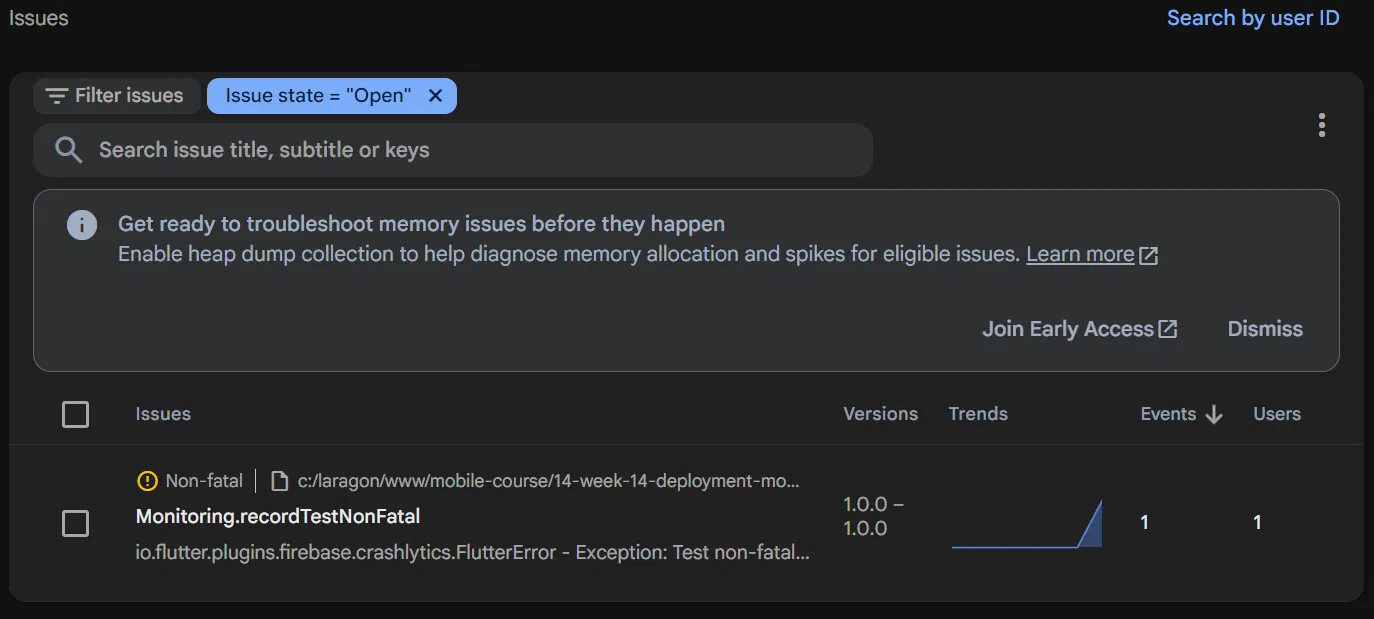 Issues
Search by user ID
Filter issues
Issue state = "Open"
Search issue title, subtitle or keys
Get ready to troubleshoot memory issues before they happen
Enable heap dump collection to help diagnose memory allocation and spikes for eligible issues. Learn more
Join Early Access
Dismiss
Issues
Versions
Trends
Events
Users
Non-fatal
c:/laragon/www/mobile-course/14-week-14-deployment-mo...
Monitoring.recordTestNonFatal
io.flutter.plugins.firebase.crashlytics.FlutterError - Exception: Test non-fatal...
1.0.0 –
1.0.0
1
1